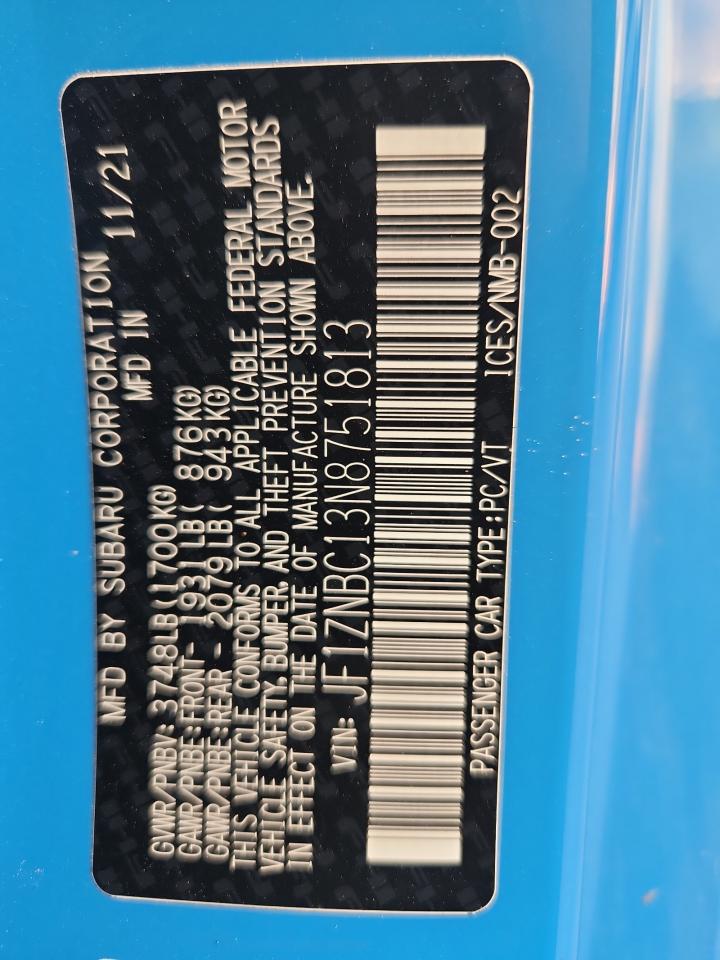 MFD BY SUBARU CORPORATION 11/21
MFD IN
GVWR/PNBV:3748LB(1700KG)
GAWR/PNBE:FRONT- 1931LB( 876KG)
GAWR/PNBE:REAR - 2079LB( 943KG)
THIS VEHICLE CONFORMS TO ALL APPLICABLE FEDERAL MOTOR
VEHICLE SAFETY,BUMPER,AND THEFT PREVENTION STANDARDS
IN EFFECT ON THE DATE OF MANUFACTURE SHOWN ABOVE.
VIN: JF1ZNBC13N8751813
PASSENGER CAR TYPE:PC/VT ICES/NMB-002